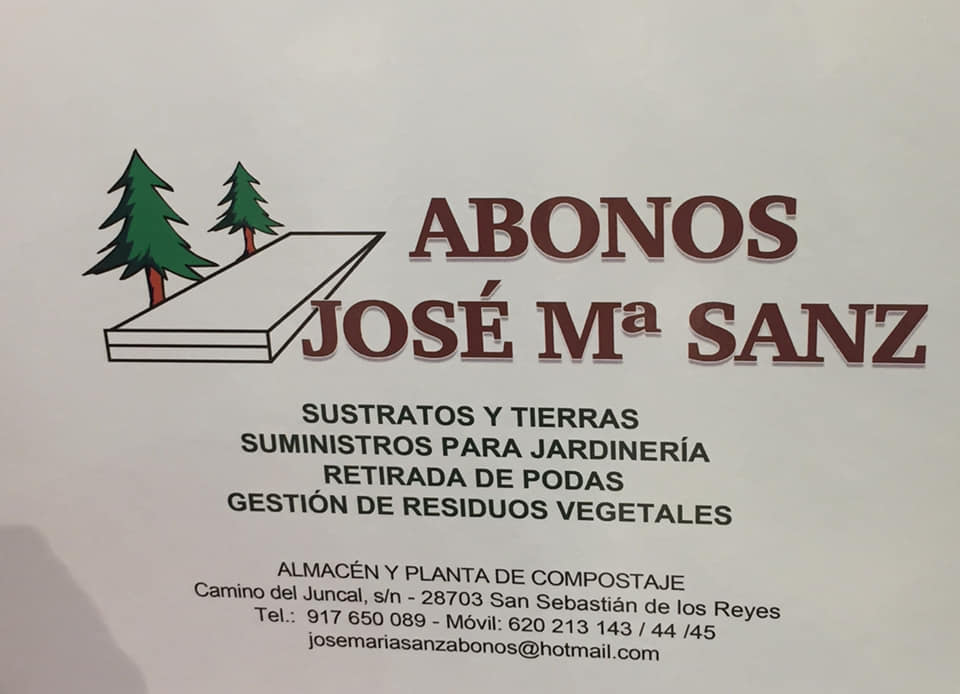 ABONOS
JOSÉ Mª SANZ
SUSTRATOS Y TIERRAS
SUMINISTROS PARA JARDINERÍA
RETIRADA DE PODAS
GESTIÓN DE RESIDUOS VEGETALES
ALMACÉN Y PLANTA DE COMPOSTAJE
Camino del Juncal, s/n - 28703 San Sebastián de los Reyes
Tel.: 917 650 089 - Móvil: 620 213 143 / 44 /45
josemariasanzabonos@hotmail.com